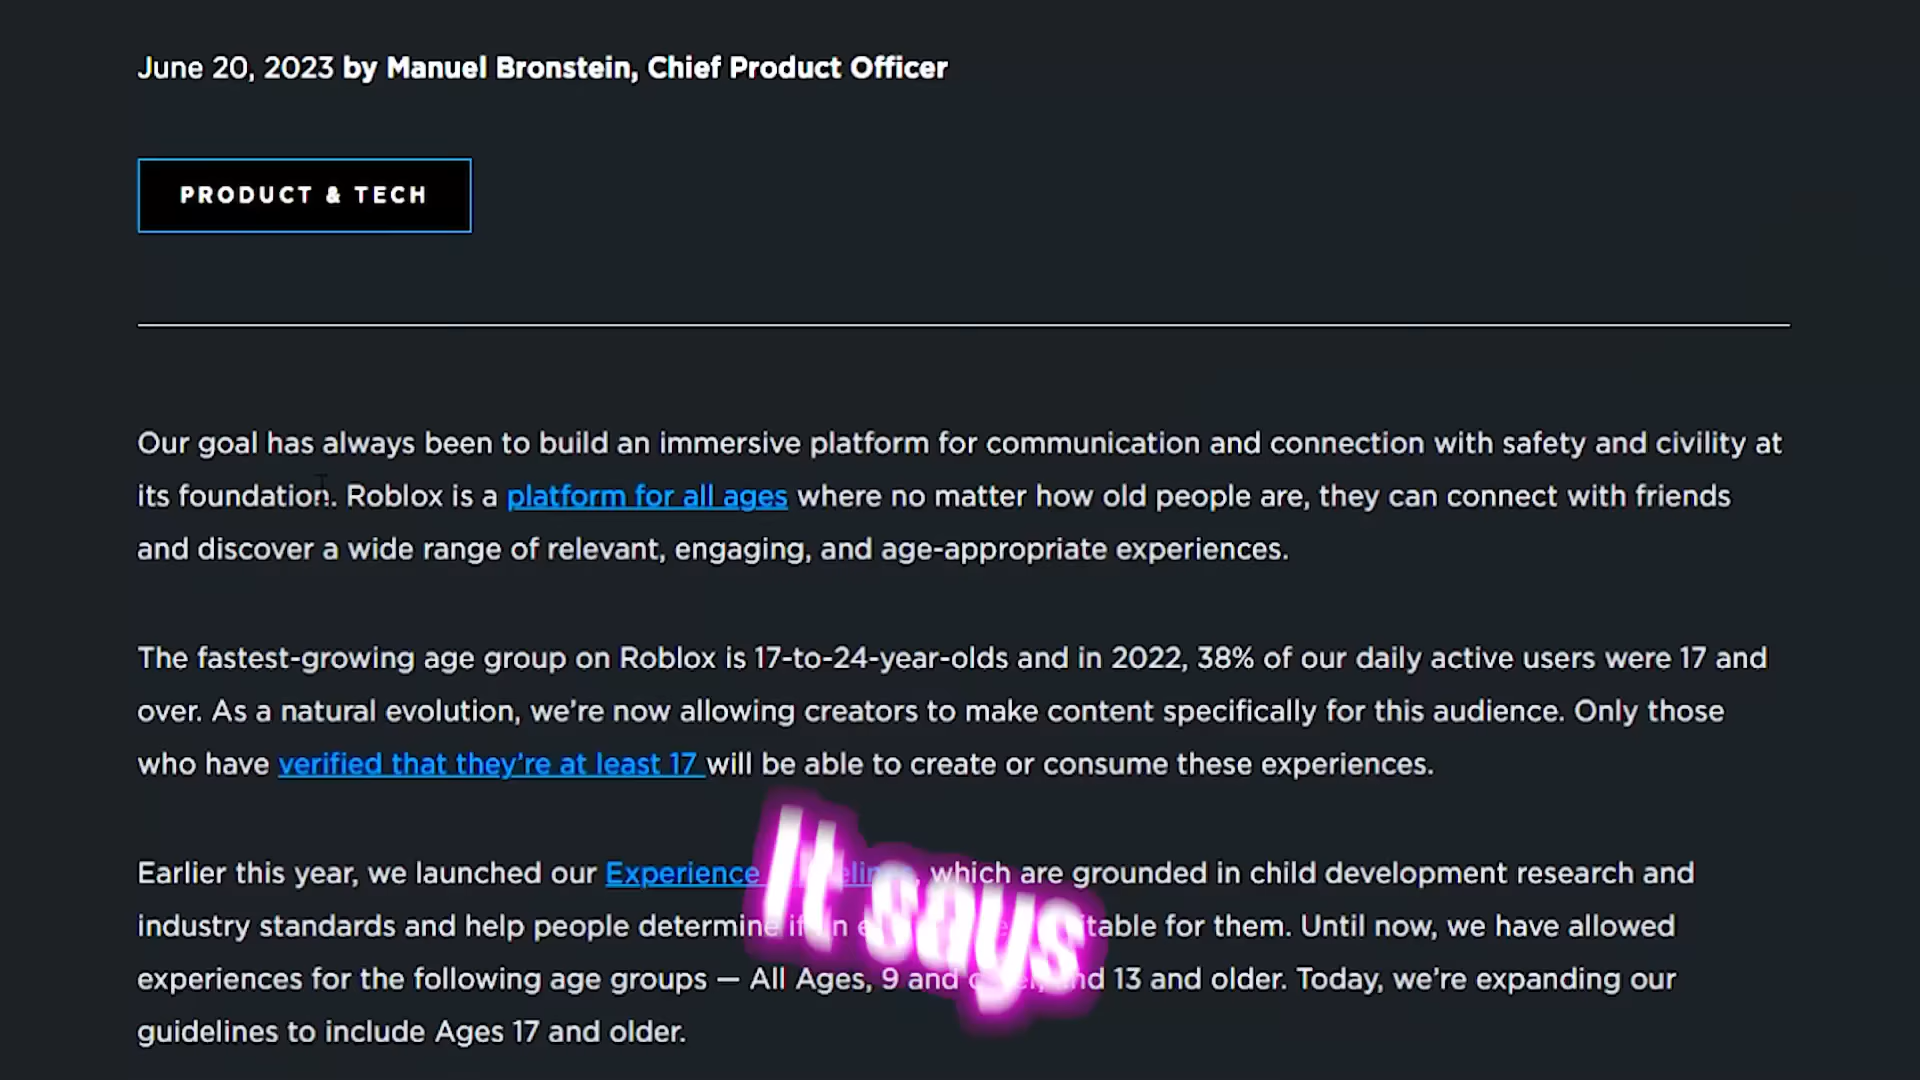 June 20, 2023 by Manuel Bronstein, Chief Product Officer
PRODUCT & TECH
Our goal has always been to build an immersive platform for communication and connection with safety and civility at
its foundation. Roblox is a platform for all ages where no matter how old people are, they can connect with friends
and discover a wide range of relevant, engaging, and age-appropriate experiences.
The fastest-growing age group on Roblox is 17-to-24-year-olds and in 2022, 38% of our daily active users were 17 and
over. As a natural evolution, we're now allowing creators to make content specifically for this audience. Only those
who have verified that they're at least 17 will be able to create or consume these experiences.
Earlier this year, we launched our Experience which are grounded in child development research and
industry standards and help people determine for them. Until now, we have allowed
experiences for the following age groups — All Ages, 9 and 13 and older. Today, we're expanding our
guidelines to include Ages 17 and older.
It says